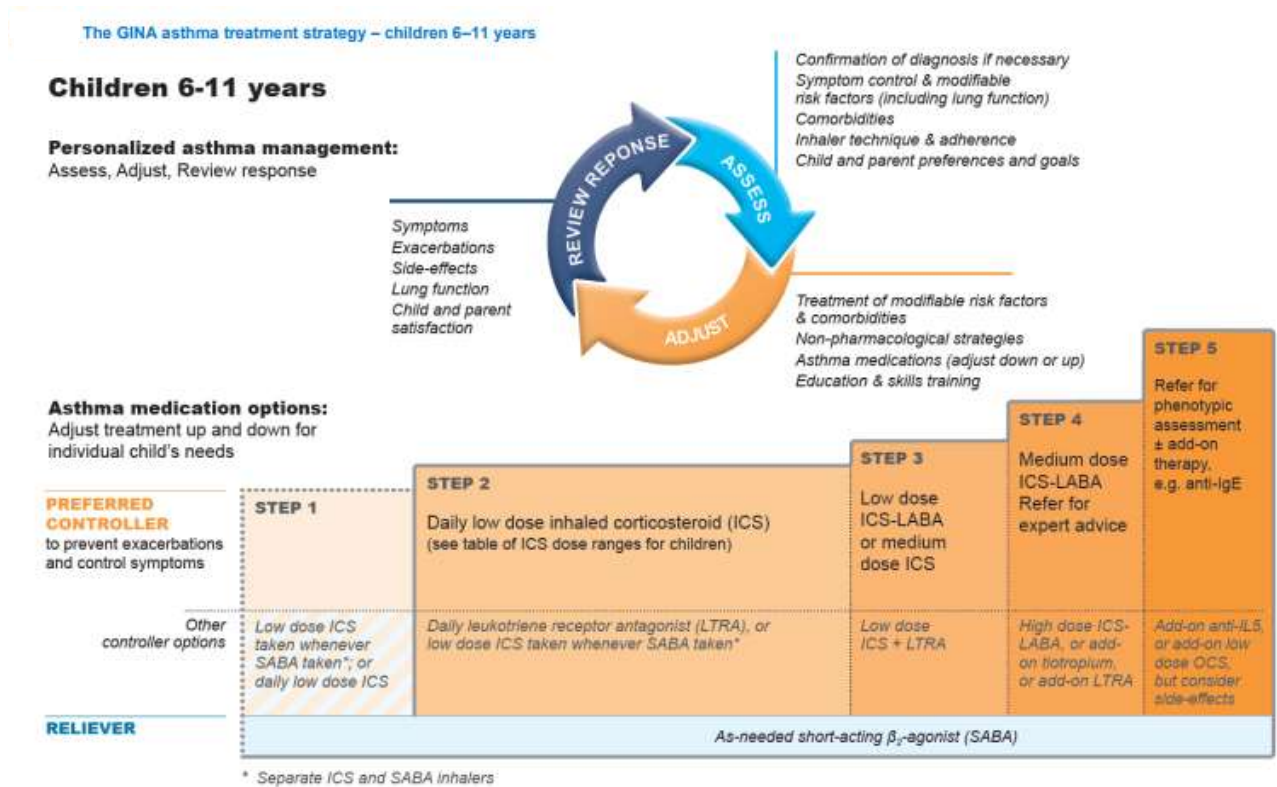 The GINA asthma treatment strategy – children 6–11 years
Children 6-11 years
Personalized asthma management:
Assess, Adjust, Review response
Confirmation of diagnosis if necessary
Symptom control & modifiable
risk factors (including lung function)
Comorbidities
Inhaler technique & adherence
Child and parent preferences and goals
REVIEW REPONSE
ASSESS
ADJUST
Symptoms
Exacerbations
Side-effects
Lung function
Child and parent
satisfaction
Treatment of modifiable risk factors
& comorbidities
Non-pharmacological strategies
Asthma medications (adjust down or up)
Education & skills training
Asthma medication options:
Adjust treatment up and down for
individual child's needs
PREFERRED
CONTROLLER
to prevent exacerbations
and control symptoms
STEP 1
STEP 2
Daily low dose inhaled corticosteroid (ICS)
(see table of ICS dose ranges for children)
STEP 3
Low dose
ICS-LABA
or medium
dose ICS
STEP 4
Medium dose
ICS-LABA
Refer for
expert advice
STEP 5
Refer for
phenotypic
assessment
± add-on
therapy,
e.g. anti-IgE
Other
controller options
Low dose ICS
taken whenever
SABA taken*; or
daily low dose ICS
Daily leukotriene receptor antagonist (LTRA), or
low dose ICS taken whenever SABA taken*
Low dose
ICS + LTRA
High dose ICS-
LABA, or add-
on tiotropium,
or add-on LTRA
Add-on anti-IL5,
or add-on low
dose OCS,
but consider
side-effects
RELIEVER
As-needed short-acting β₂-agonist (SABA)
* Separate ICS and SABA inhalers